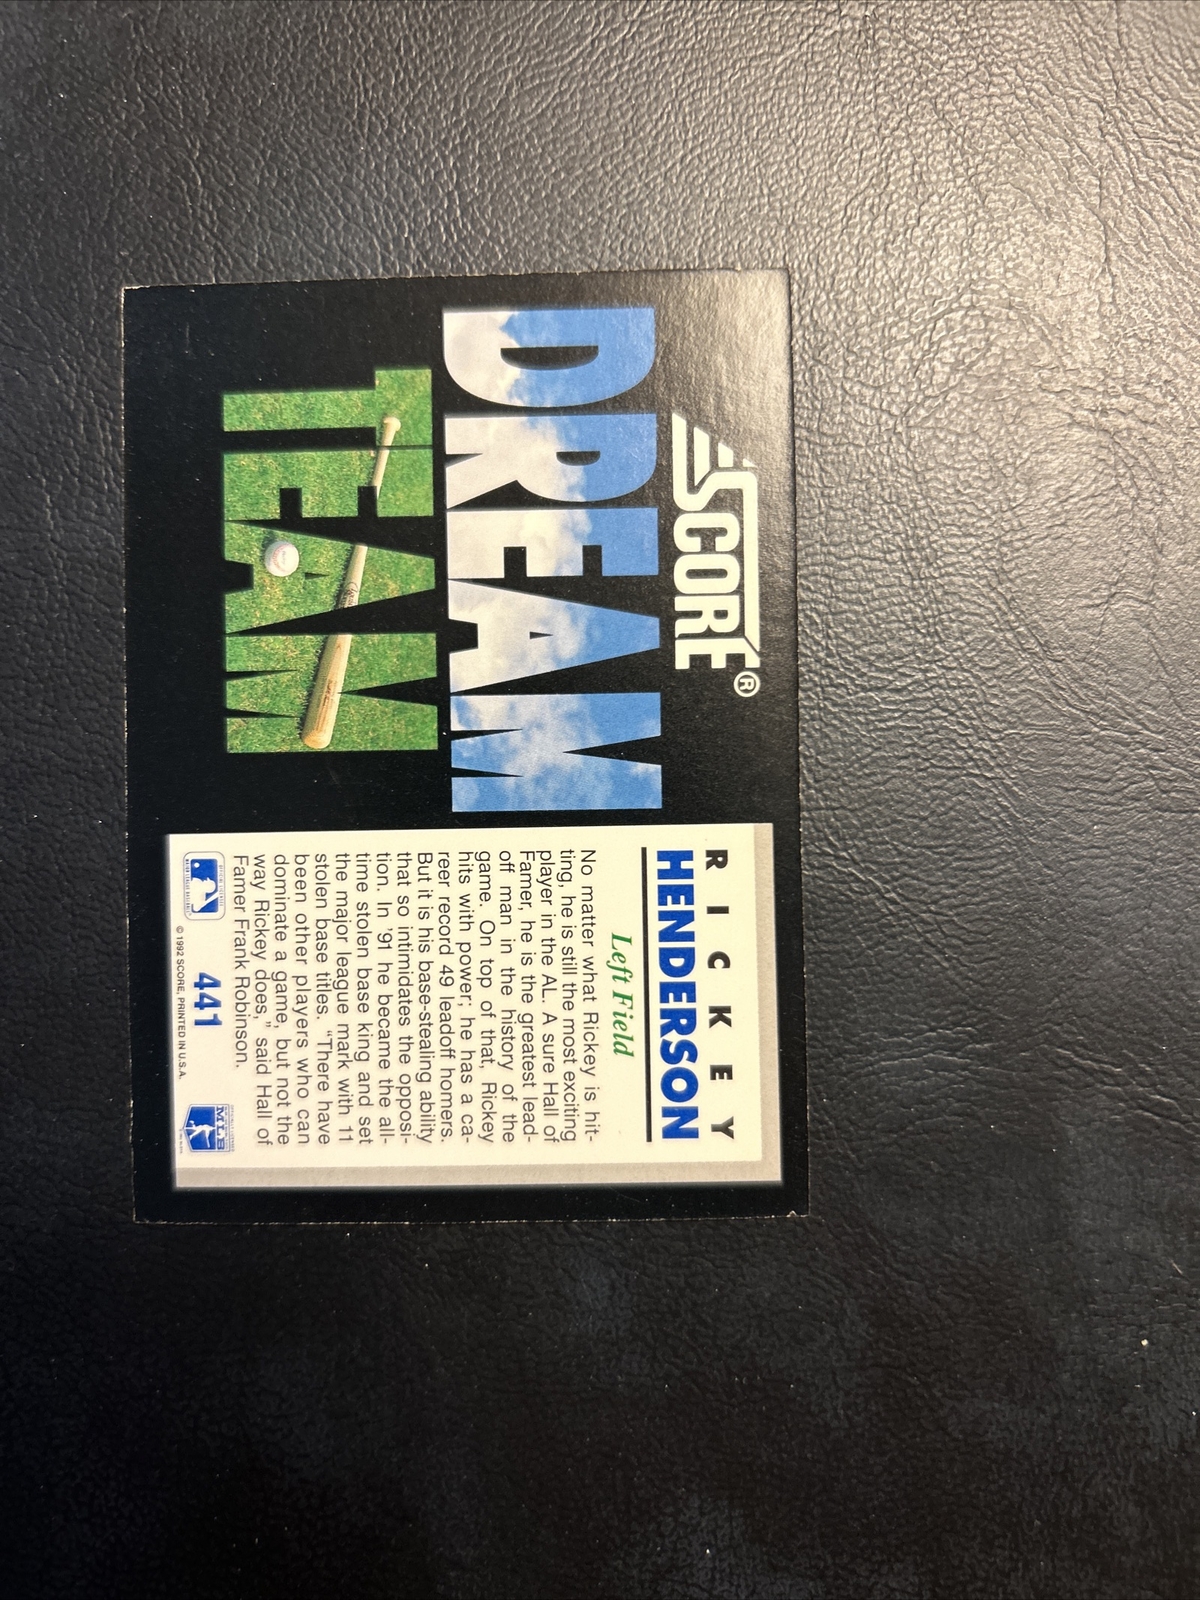 SCORE®
DREAM
TEAM
RICKEY
HENDERSON
Left Field
No matter what Rickey is hit-
ting, he is still the most exciting
player in the AL. A sure Hall of
Famer, he is the greatest lead-
off man in the history of the
game. On top of that, Rickey
hits with power; he has a ca-
reer record 49 leadoff homers.
But it is his base-stealing ability
that so intimidates the opposi-
tion. In '91 he became the all-
time stolen base king and set
the major league mark with 11
stolen base titles. "There have
been other players who can
dominate a game, but not the
way Rickey does," said Hall of
Famer Frank Robinson.
441
MLB
© 1992 SCORE, PRINTED IN U.S.A.